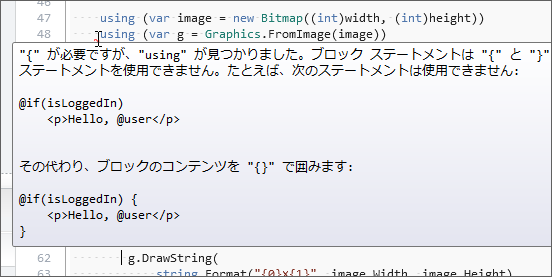 46
47 using (var image = new Bitmap((int)width, (int)height))
48 using (var g = Graphics.FromImage(image))
"{" が必要ですが、"using" が見つかりました。ブロック ステートメントは "{" と "}"
ステートメントを使用できません。たとえば、次のステートメントは使用できません:
@if(isLoggedIn)
<p>Hello, @user</p>
その代わり、ブロックのコンテンツを "{}" で囲みます:
@if(isLoggedIn) {
<p>Hello, @user</p>
}
62 g.DrawString(
63 string.Format("{0}x{1}", image.Width, image.Height)